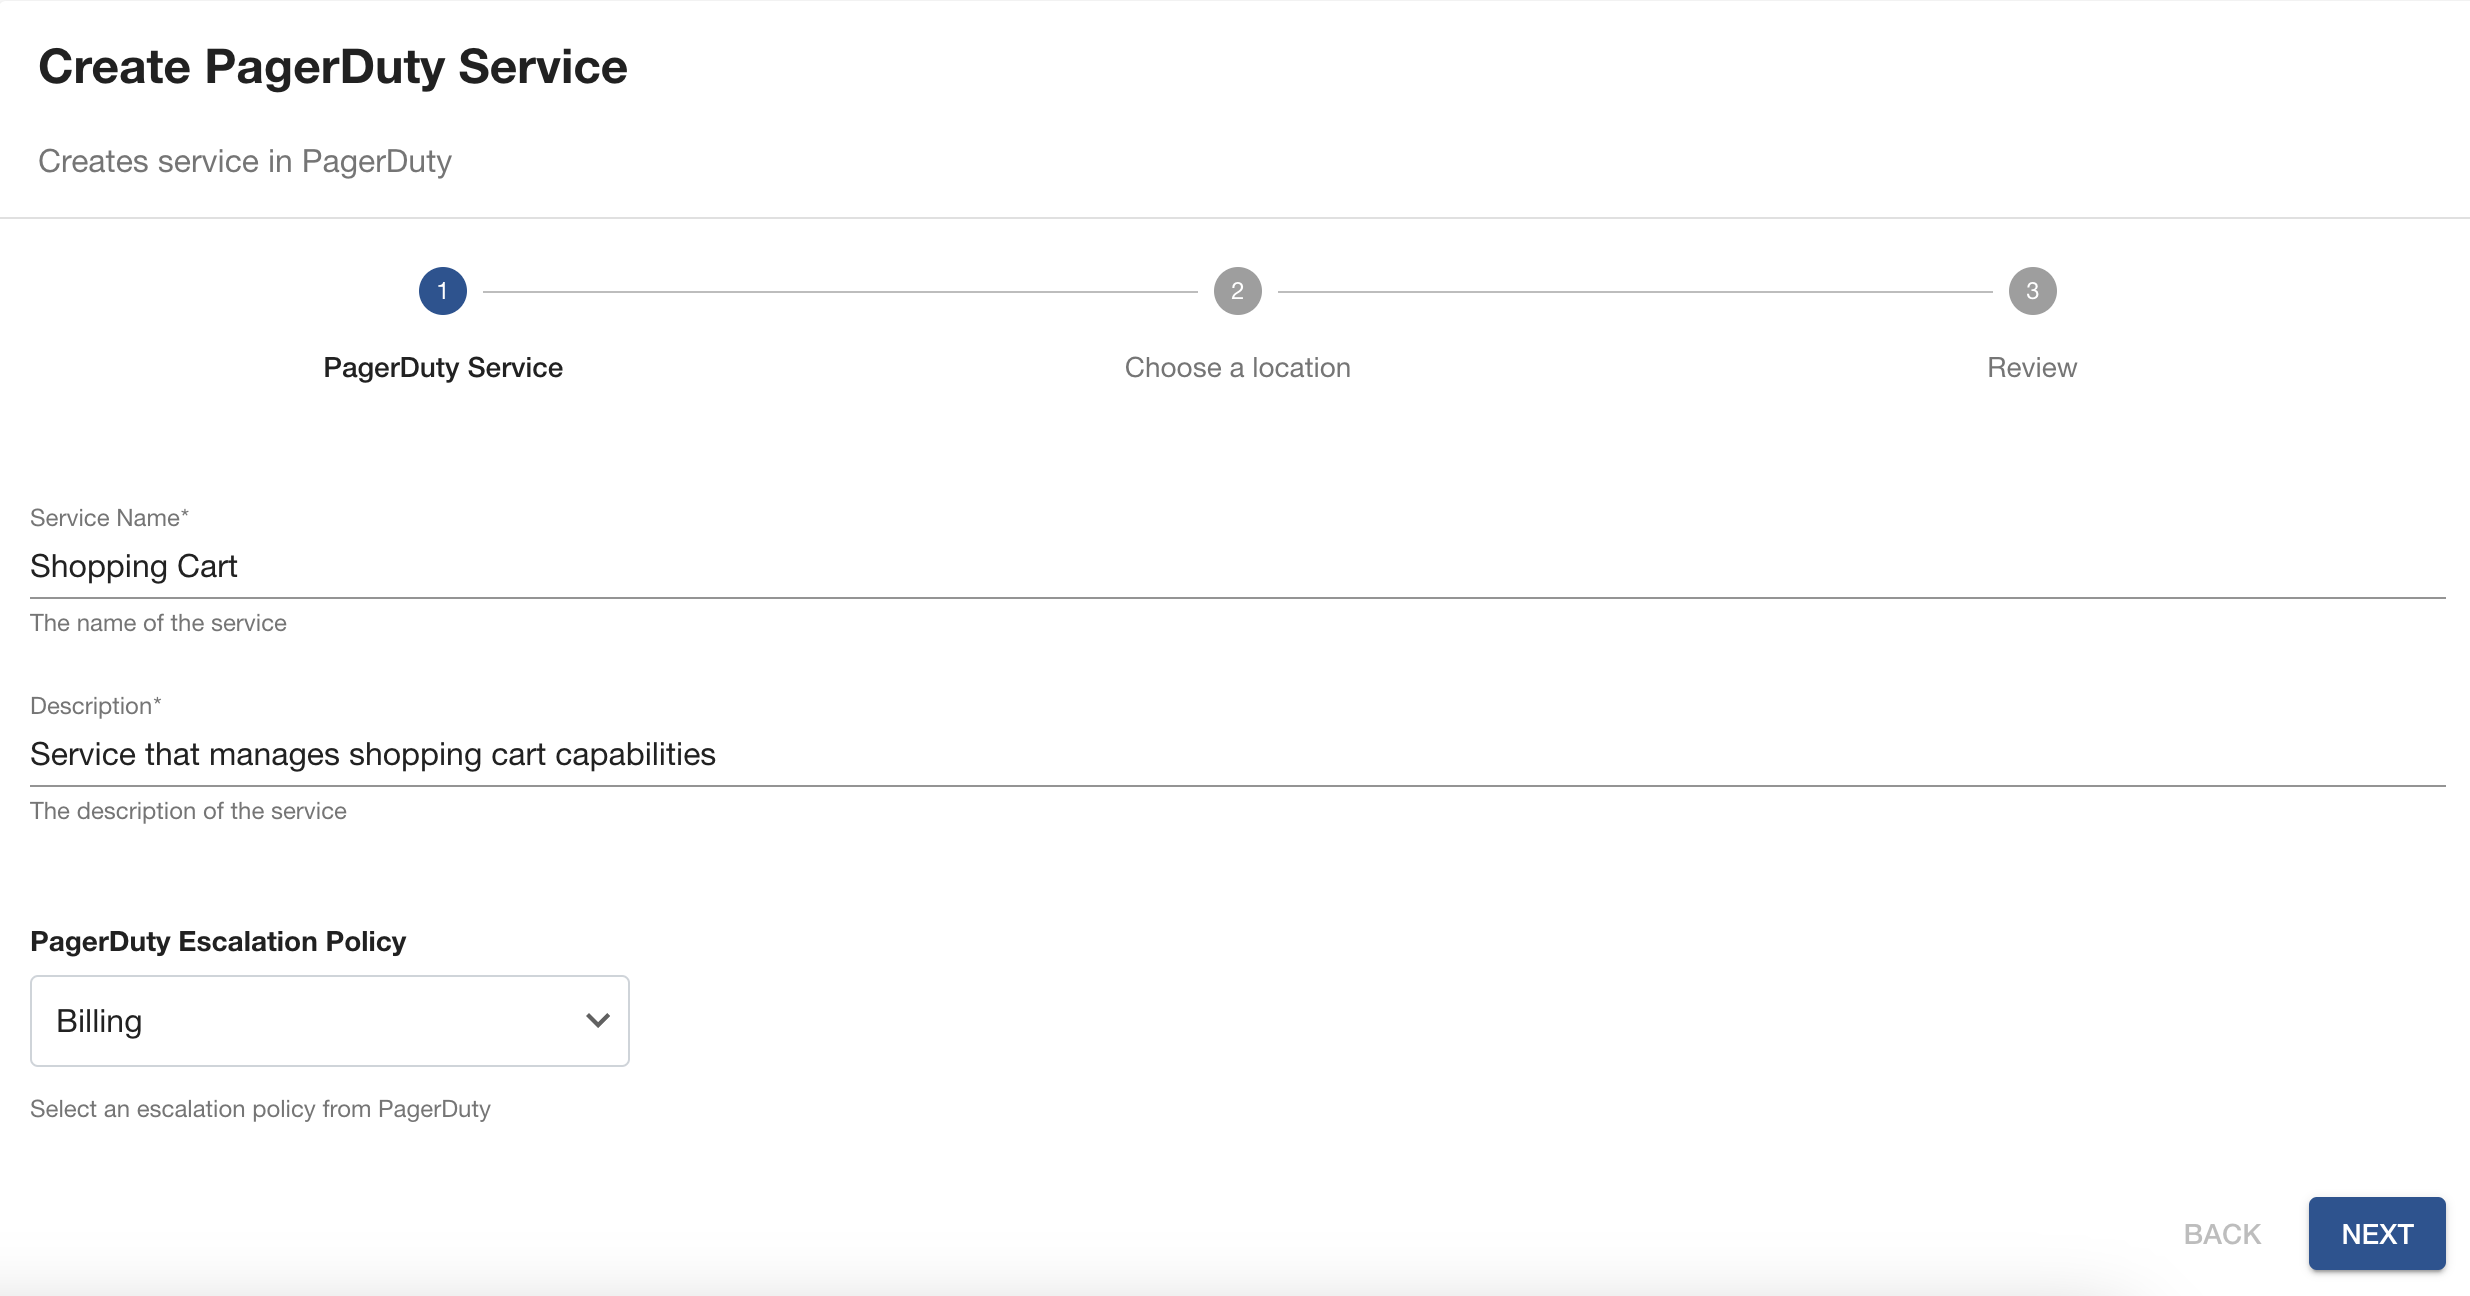 Create PagerDuty Service
Creates service in PagerDuty
1
2
3
PagerDuty Service
Choose a location
Review
Service Name*
Shopping Cart
The name of the service
Description*
Service that manages shopping cart capabilities
The description of the service
PagerDuty Escalation Policy
Billing
Select an escalation policy from PagerDuty
BACK
NEXT